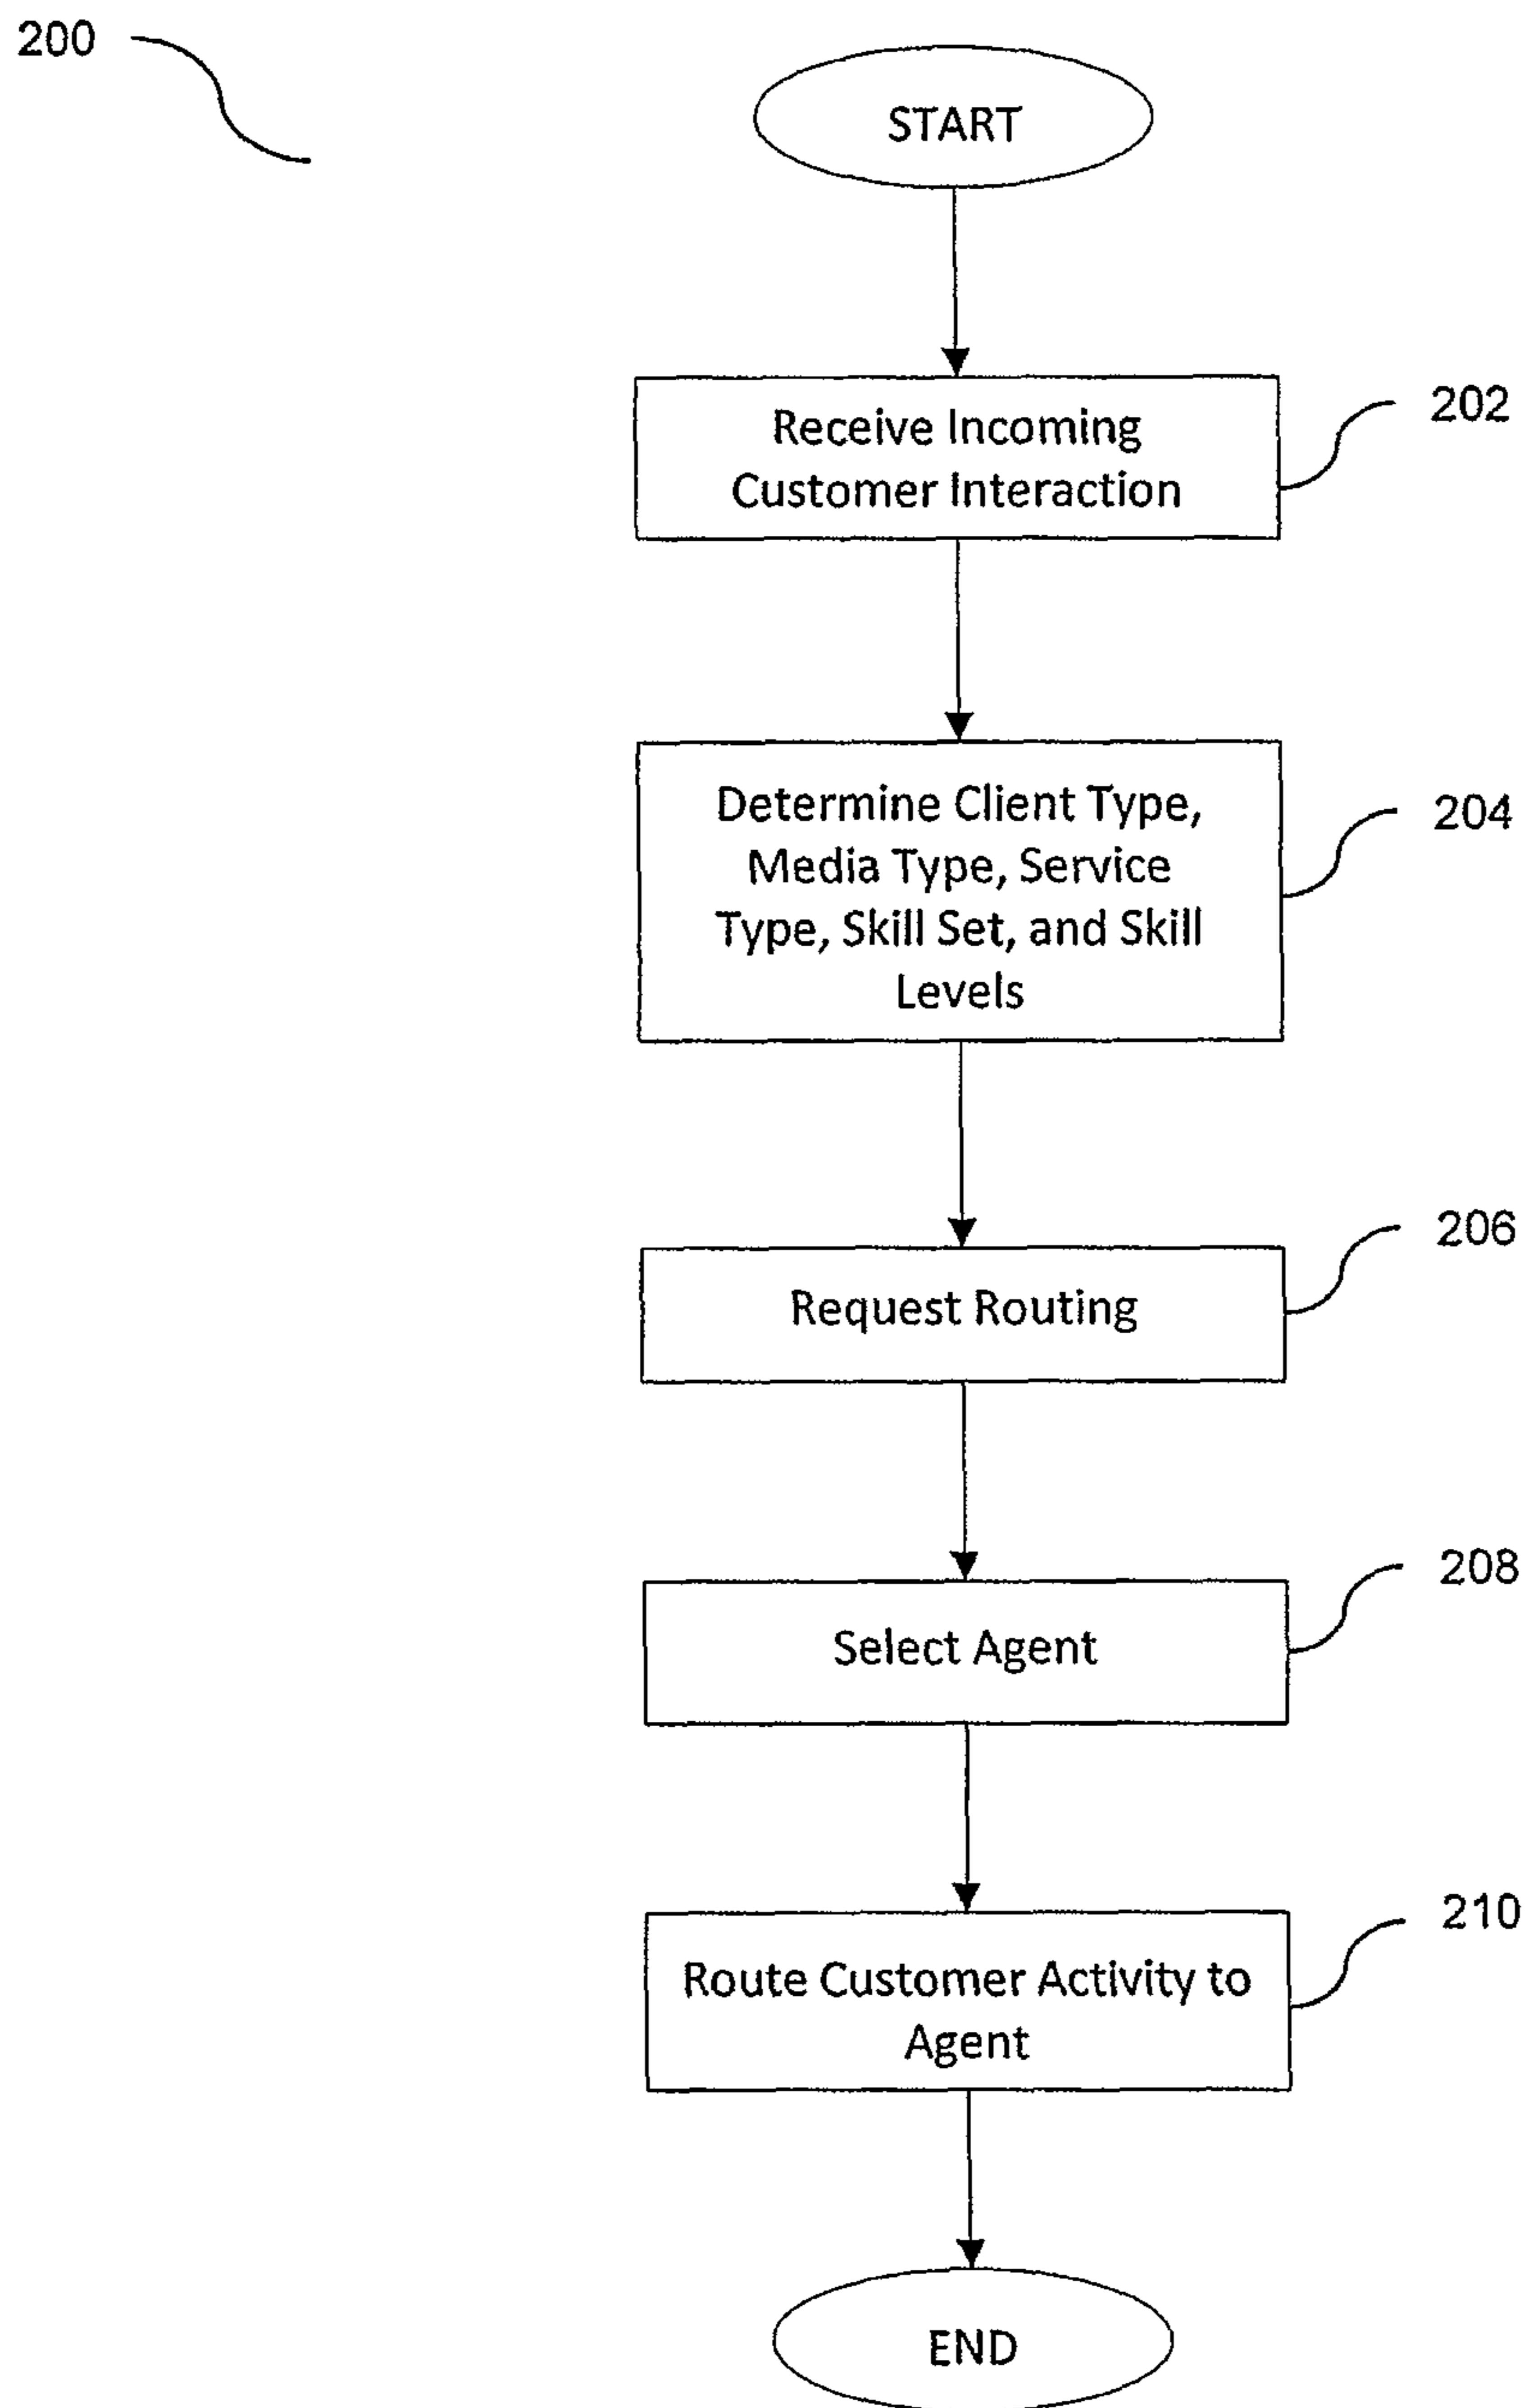 200
START
Receive Incoming
Customer Interaction
202
Determine Client Type,
Media Type, Service
Type, Skill Set, and Skill
Levels
204
Request Routing
206
Select Agent
208
Route Customer Activity to
Agent
210
END